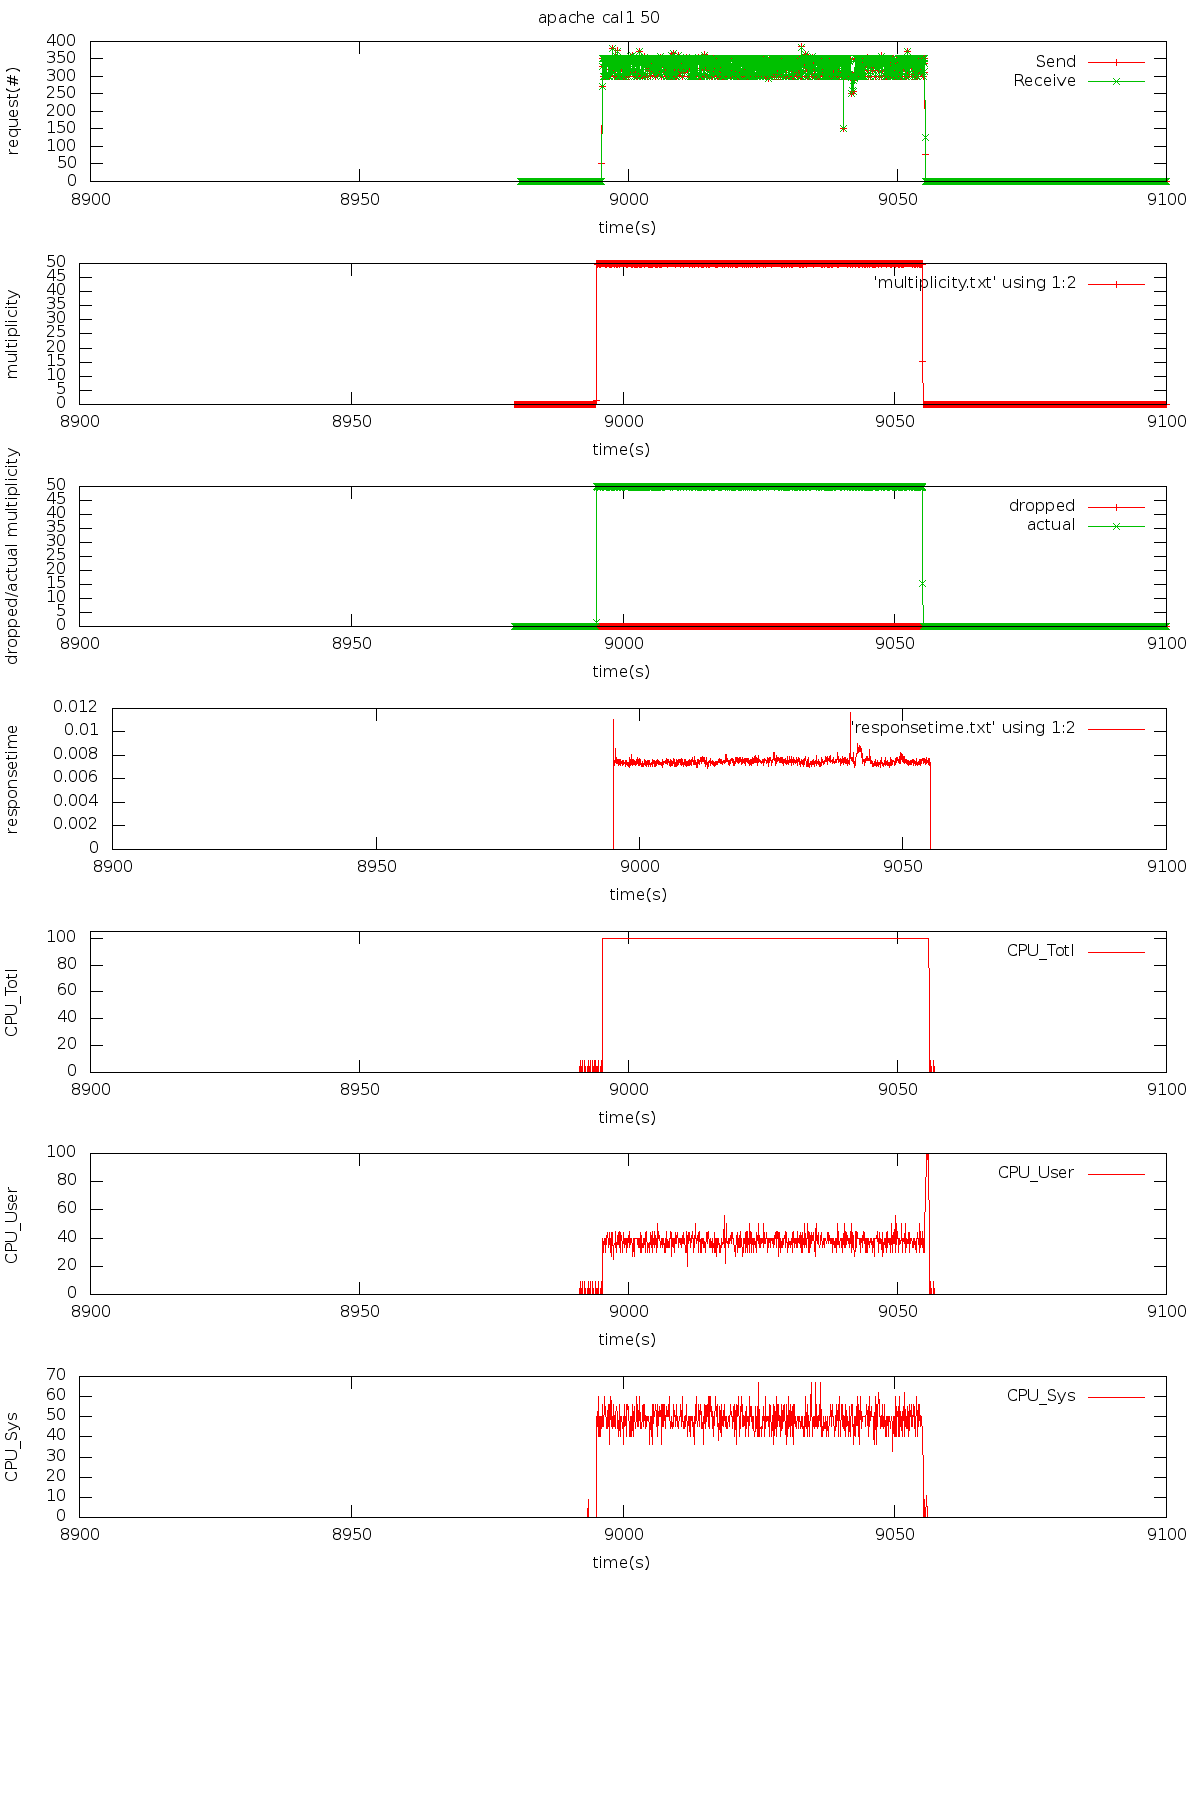 apache cal1 50
request(#)
400
350
300
250
200
150
100
50
0
Send
Receive
8900 8950 9000 9050 9100
time(s)
multiplicity
50
45
40
35
30
25
20
15
10
5
0
'multiplicity.txt' using 1:2
8900 8950 9000 9050 9100
time(s)
dropped/actual multiplicity
50
45
40
35
30
25
20
15
10
5
0
dropped
actual
8900 8950 9000 9050 9100
time(s)
responsetime
0.012
0.01
0.008
0.006
0.004
0.002
0
'responsetime.txt' using 1:2
8900 8950 9000 9050 9100
time(s)
CPU_Totl
100
80
60
40
20
0
CPU_Totl
8900 8950 9000 9050 9100
time(s)
CPU_User
100
80
60
40
20
0
CPU_User
8900 8950 9000 9050 9100
time(s)
CPU_Sys
70
60
50
40
30
20
10
0
CPU_Sys
8900 8950 9000 9050 9100
time(s)